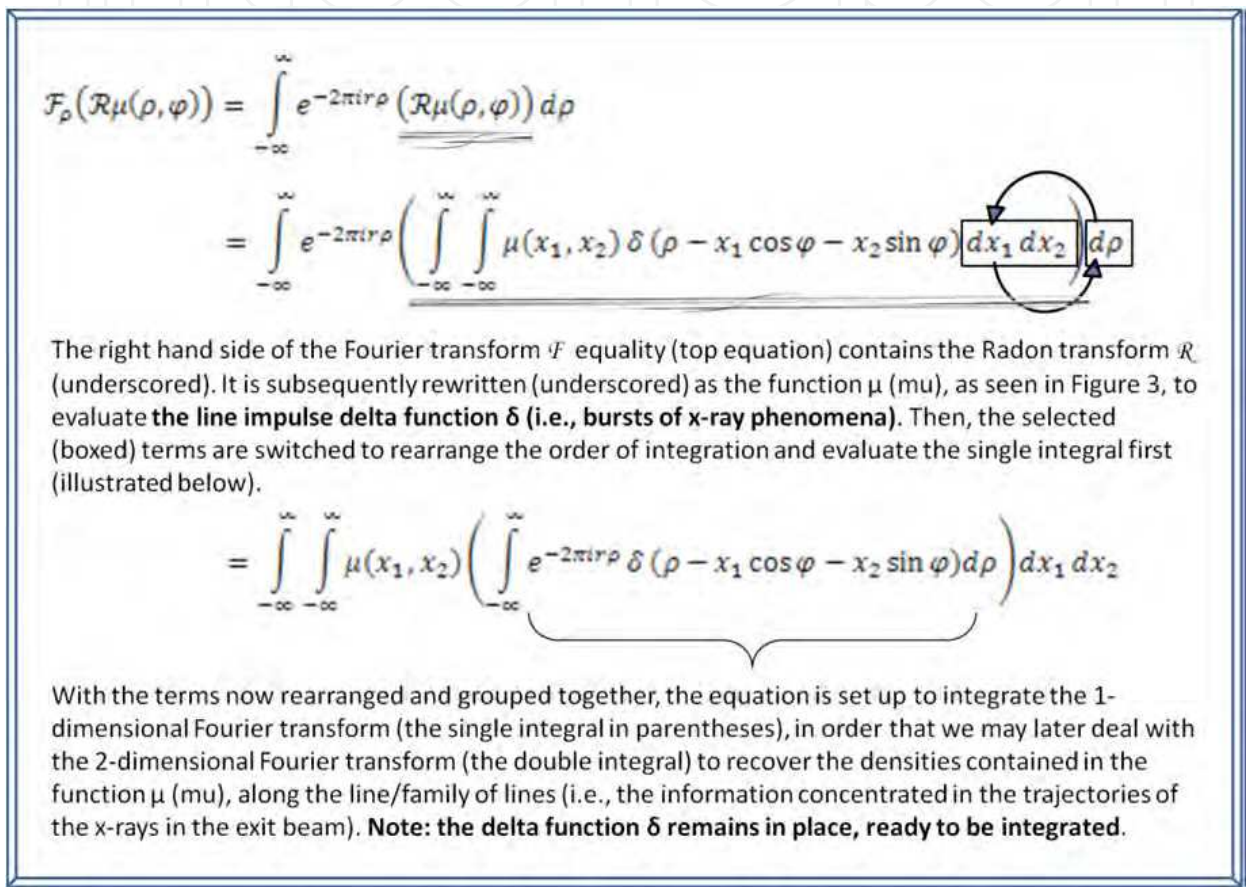 ℱρ(ℛμ(ρ,φ)) = ∫_{-∞}^{∞} e^{-2πirρ} (ℛμ(ρ,φ)) dρ
= ∫_{-∞}^{∞} e^{-2πirρ} ( ∫_{-∞}^{∞} ∫_{-∞}^{∞} μ(x₁,x₂) δ (ρ − x₁ cos φ − x₂ sin φ) dx₁ dx₂ ) dρ
The right hand side of the Fourier transform ℱ equality (top equation) contains the Radon transform ℛ
(underscored). It is subsequently rewritten (underscored) as the function μ (mu), as seen in Figure 3, to
evaluate the line impulse delta function δ (i.e., bursts of x-ray phenomena). Then, the selected
(boxed) terms are switched to rearrange the order of integration and evaluate the single integral first
(illustrated below).
= ∫_{-∞}^{∞} ∫_{-∞}^{∞} μ(x₁,x₂) ( ∫_{-∞}^{∞} e^{-2πirρ} δ (ρ − x₁ cos φ − x₂ sin φ)dρ ) dx₁ dx₂
With the terms now rearranged and grouped together, the equation is set up to integrate the 1-
dimensional Fourier transform (the single integral in parentheses), in order that we may later deal with
the 2-dimensional Fourier transform (the double integral) to recover the densities contained in the
function μ (mu), along the line/family of lines (i.e., the information concentrated in the trajectories of
the x-rays in the exit beam). Note: the delta function δ remains in place, ready to be integrated.